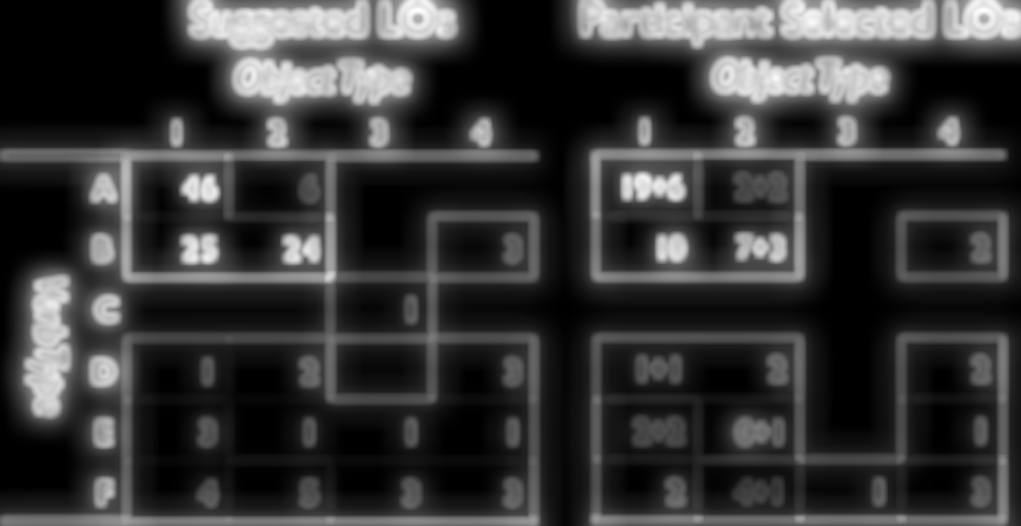 Suggested LOs Participant Selected LOs
Object Type Object Type
1 2 3 4 1 2 3 4
A 46 6 19+6 2+2
B 25 24 3 10 7+3 2
C 1
D 1 2 3 1+1 2 2
E 3 1 1 1 2+2 6+1 1
F 4 5 3 3 2 4+1 1 3